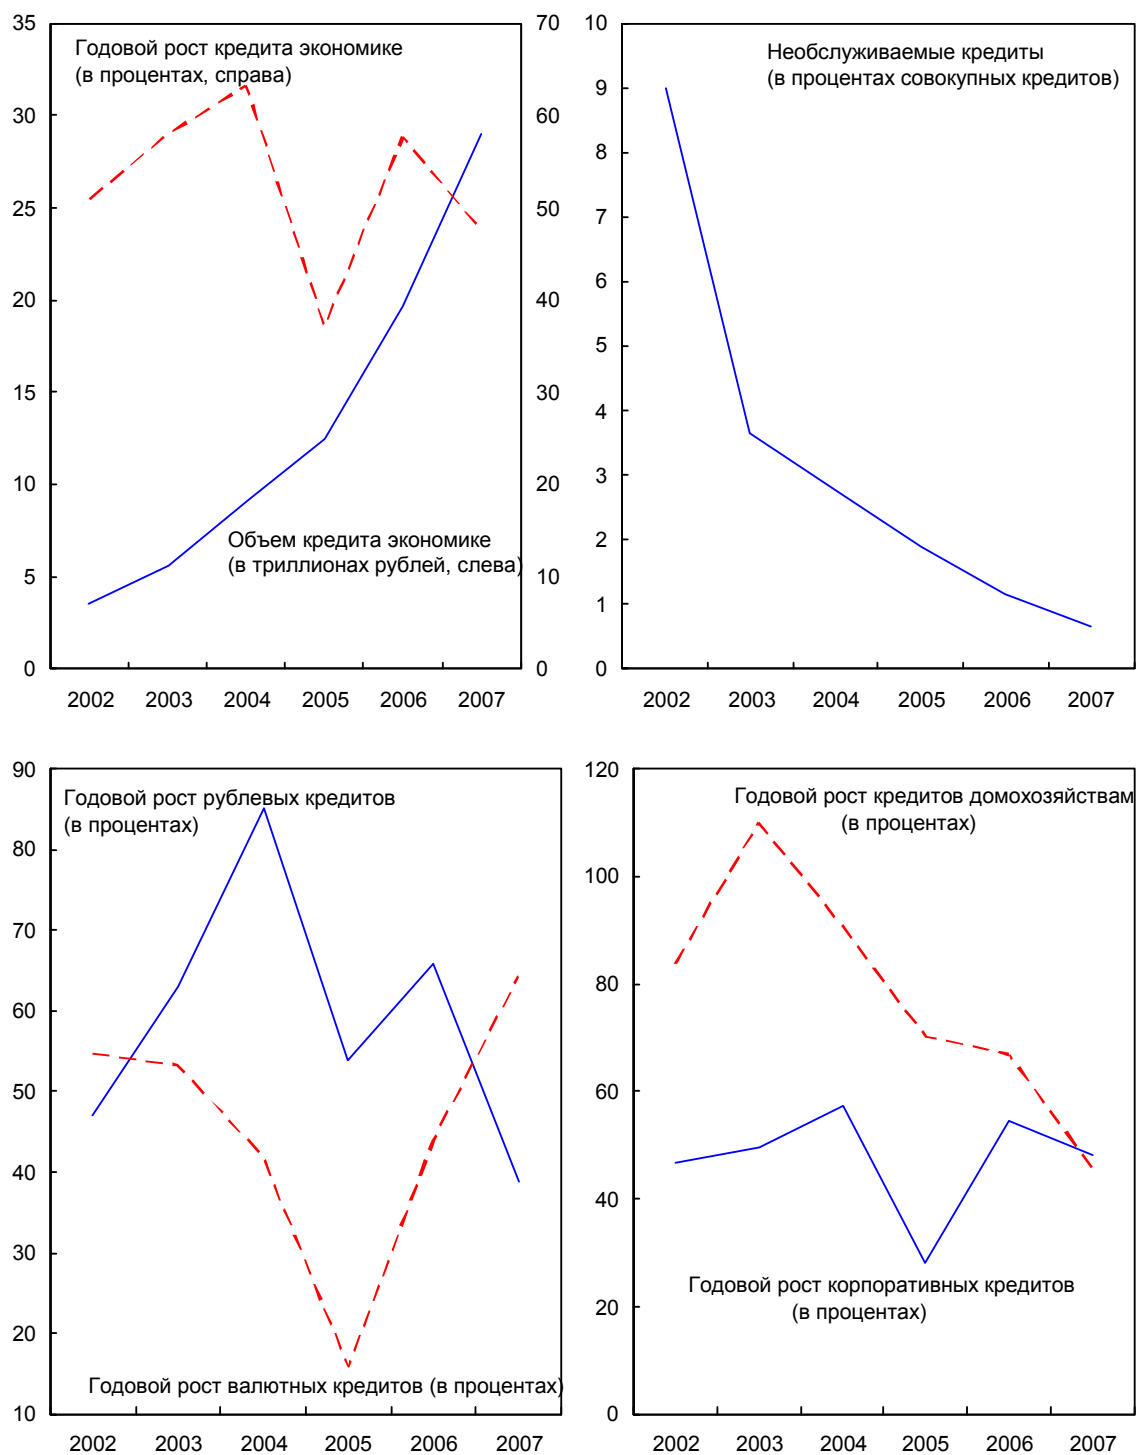 35
70
10
Годовой рост кредита экономике
(в процентах, справа)
Необслуживаемые кредиты
(в процентах совокупных кредитов)
30
60
9
8
25
50
7
6
20
40
5
15
30
4
10
20
3
Объем кредита экономике
(в триллионах рублей, слева)
2
5
10
1
0
0
0
2002 2003 2004 2005 2006 2007
2002 2003 2004 2005 2006 2007
90
120
Годовой рост рублевых кредитов
(в процентах)
Годовой рост кредитов домохозяйствам
(в процентах)
80
100
70
80
60
50
60
40
40
30
Годовой рост корпоративных кредитов
(в процентах)
20
20
Годовой рост валютных кредитов (в процентах)
10
0
2002 2003 2004 2005 2006 2007
2002 2003 2004 2005 2006 2007